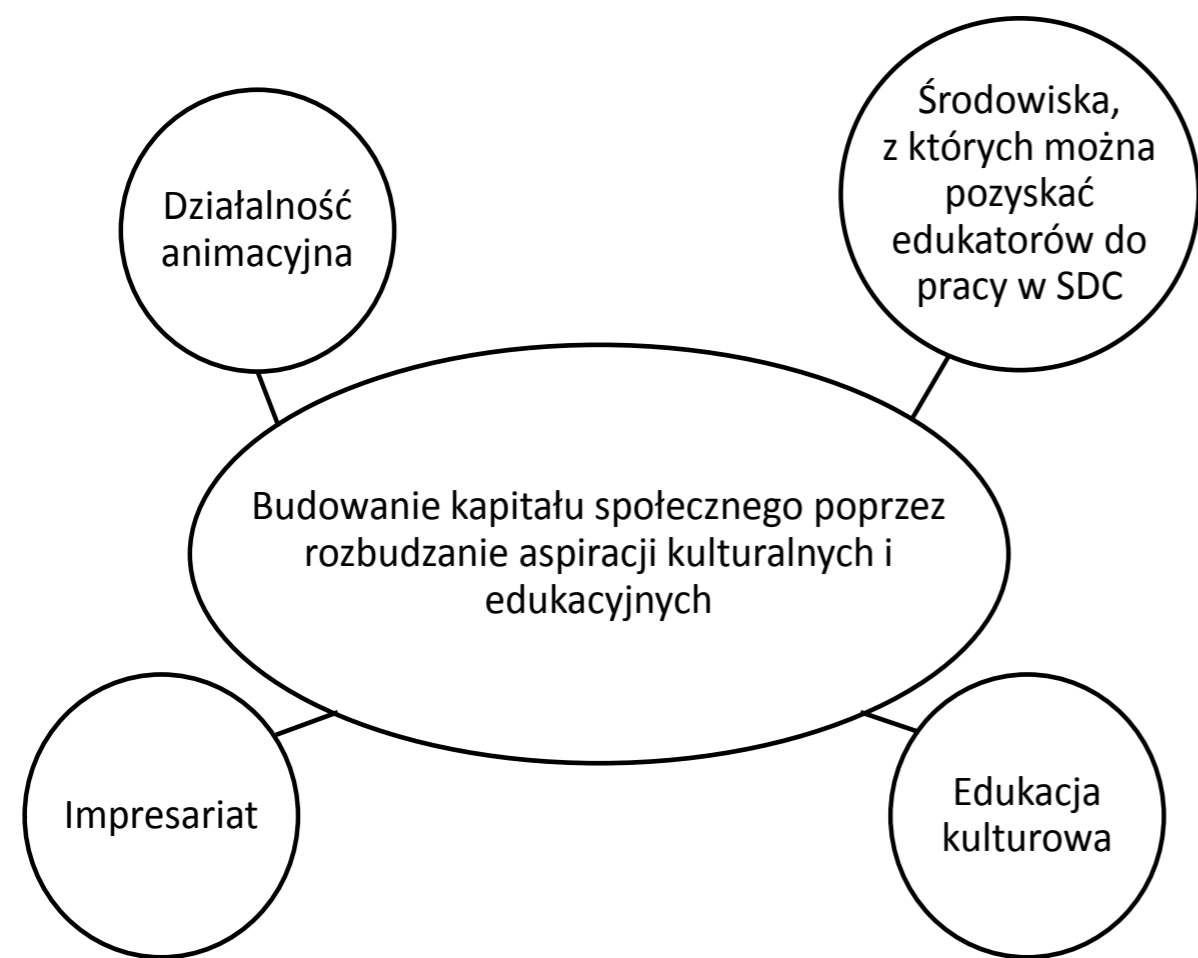 Działalność
animacyjna
Środowiska,
z których można
pozyskać
edukatorów do
pracy w SDC
Budowanie kapitału społecznego poprzez
rozbudzanie aspiracji kulturalnych i
edukacyjnych
Impresariat
Edukacja
kulturowa